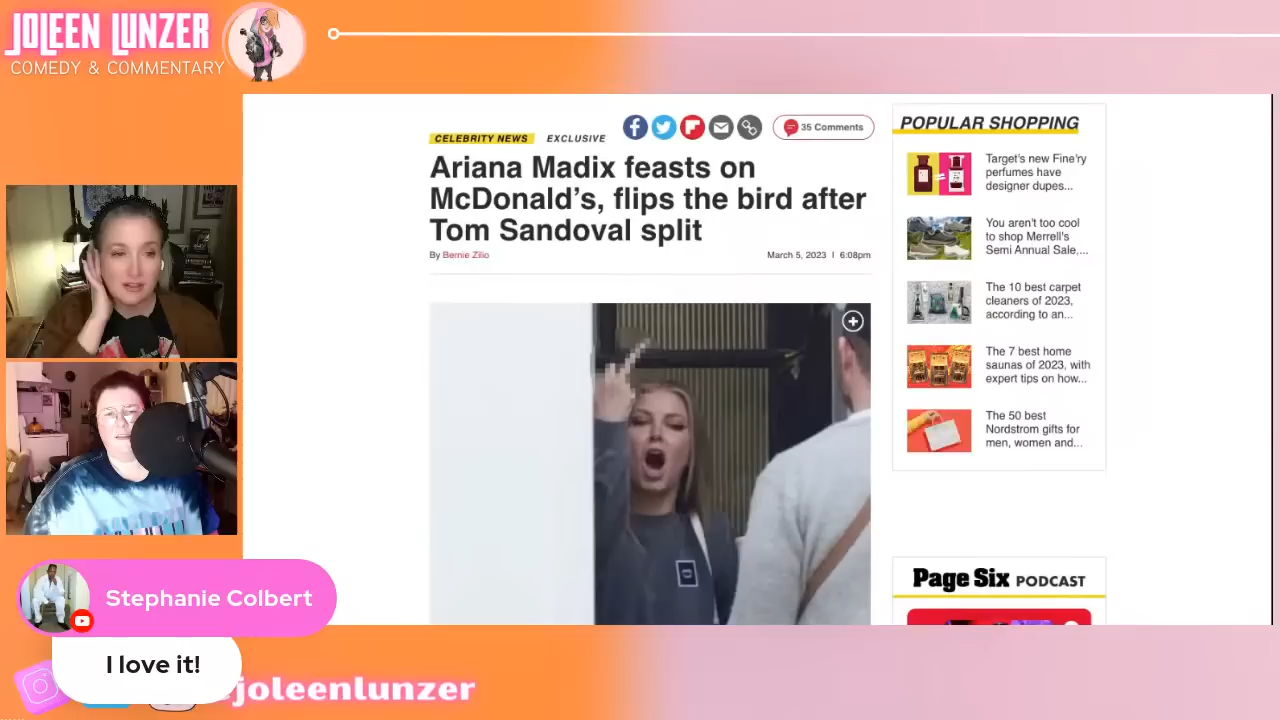 JOLEEN LUNZER
COMEDY & COMMENTARY
CELEBRITY NEWS EXCLUSIVE
35 Comments
Ariana Madix feasts on
McDonald's, flips the bird after
Tom Sandoval split
By Bernie Zilio
March 5, 2023 | 6:08pm
POPULAR SHOPPING
Target's new Fine'ry
perfumes have
designer dupes...
You aren't too cool
to shop Merrell's
Semi Annual Sale,...
The 10 best carpet
cleaners of 2023,
according to an...
The 7 best home
saunas of 2023, with
expert tips on how...
The 50 best
Nordstrom gifts for
men, women and...
Page Six PODCAST
Stephanie Colbert
I love it!
joleenlunzer